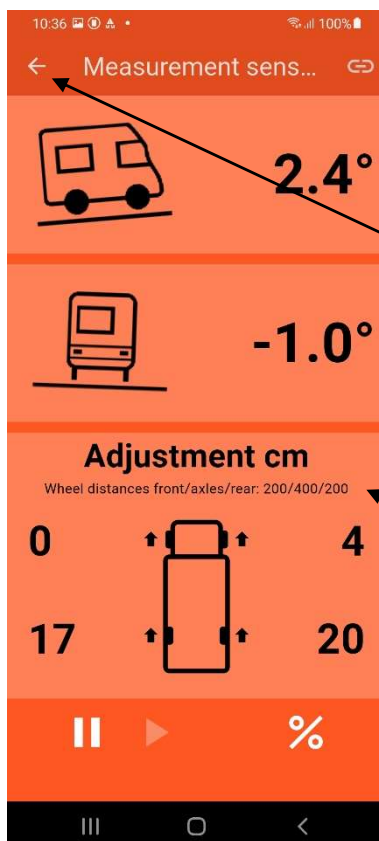 10:36
100%
Measurement sens...
2.4°
-1.0°
Adjustment cm
Wheel distances front/axles/rear: 200/400/200
0 4
17 20
%